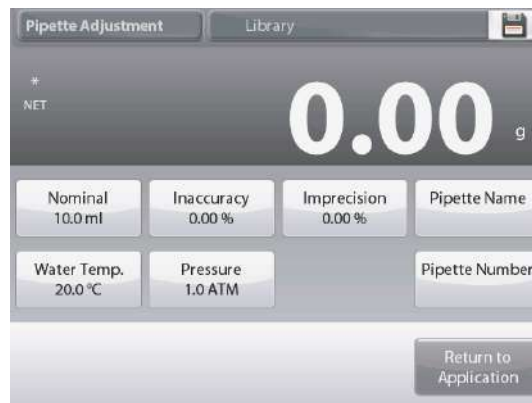 Pipette Adjustment
Library
*
NET
0.00 g
Nominal
10.0 ml
Inaccuracy
0.00 %
Imprecision
0.00 %
Pipette Name
Water Temp.
20.0 °C
Pressure
1.0 ATM
Pipette Number
Return to
Application